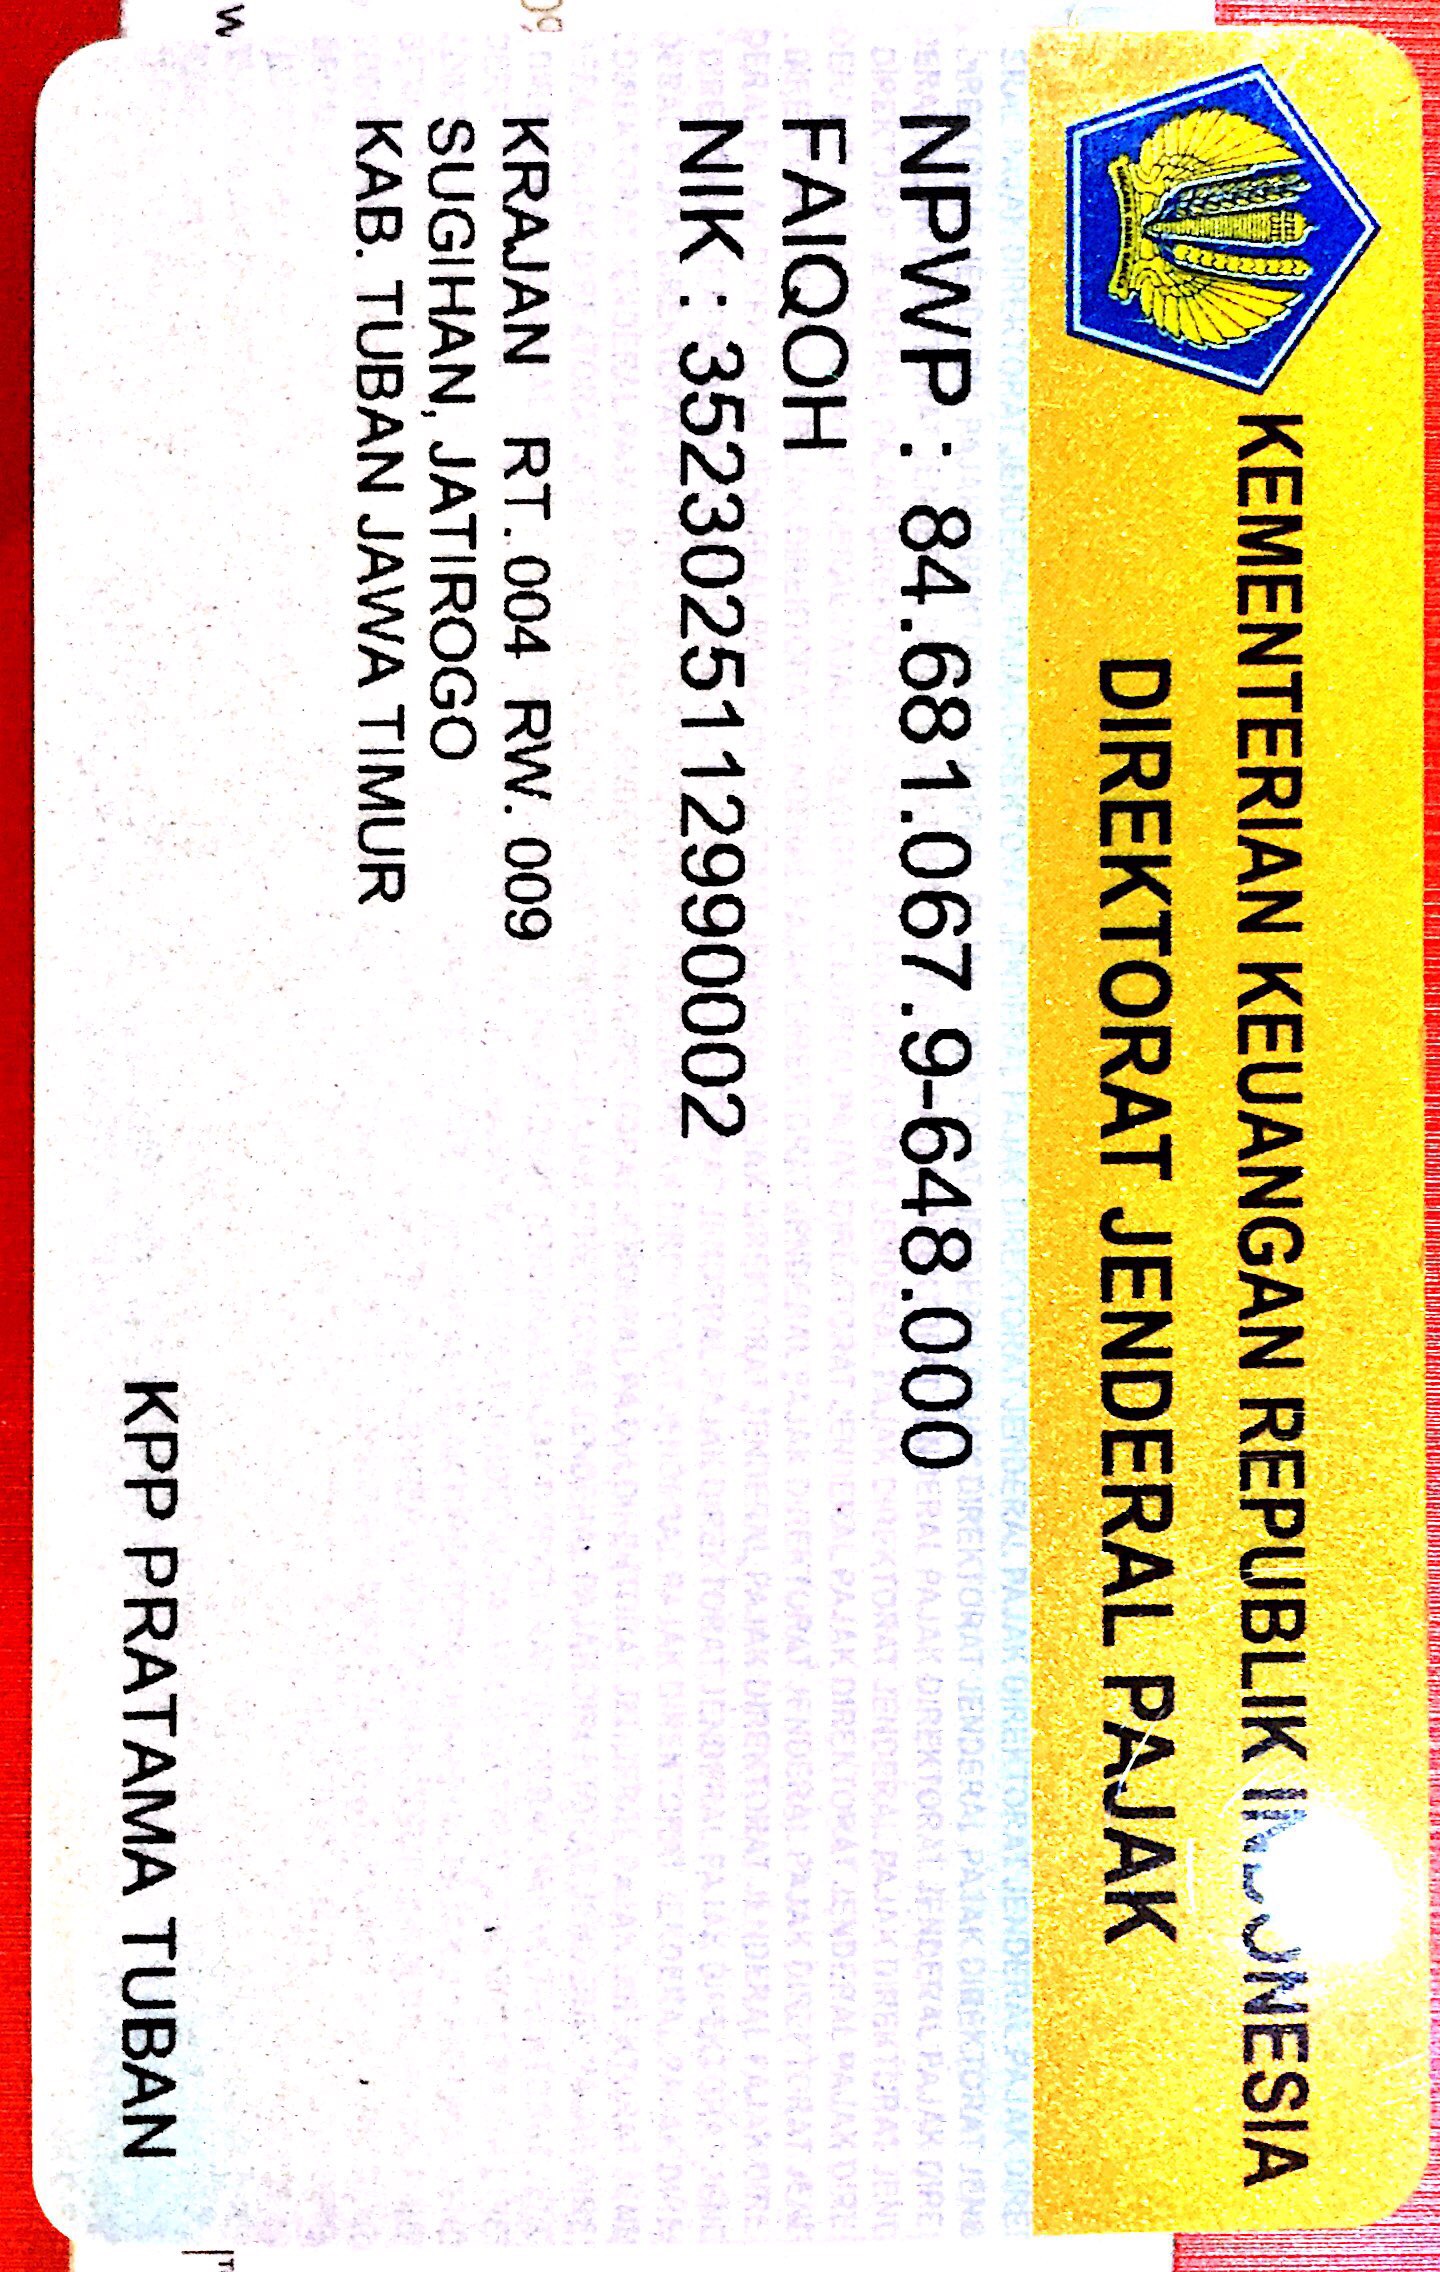 KEMENTERIAN KEUANGAN REPUBLIK INDONESIA
DIREKTORAT JENDERAL PAJAK
NPWP : 84.681.067.9-648.000
FAIQOH
NIK : 3523025112990002
KRAJAN RT. 004 RW. 009
SUGIHAN, JATIROGO
KAB. TUBAN JAWA TIMUR
KPP PRATAMA TUBAN